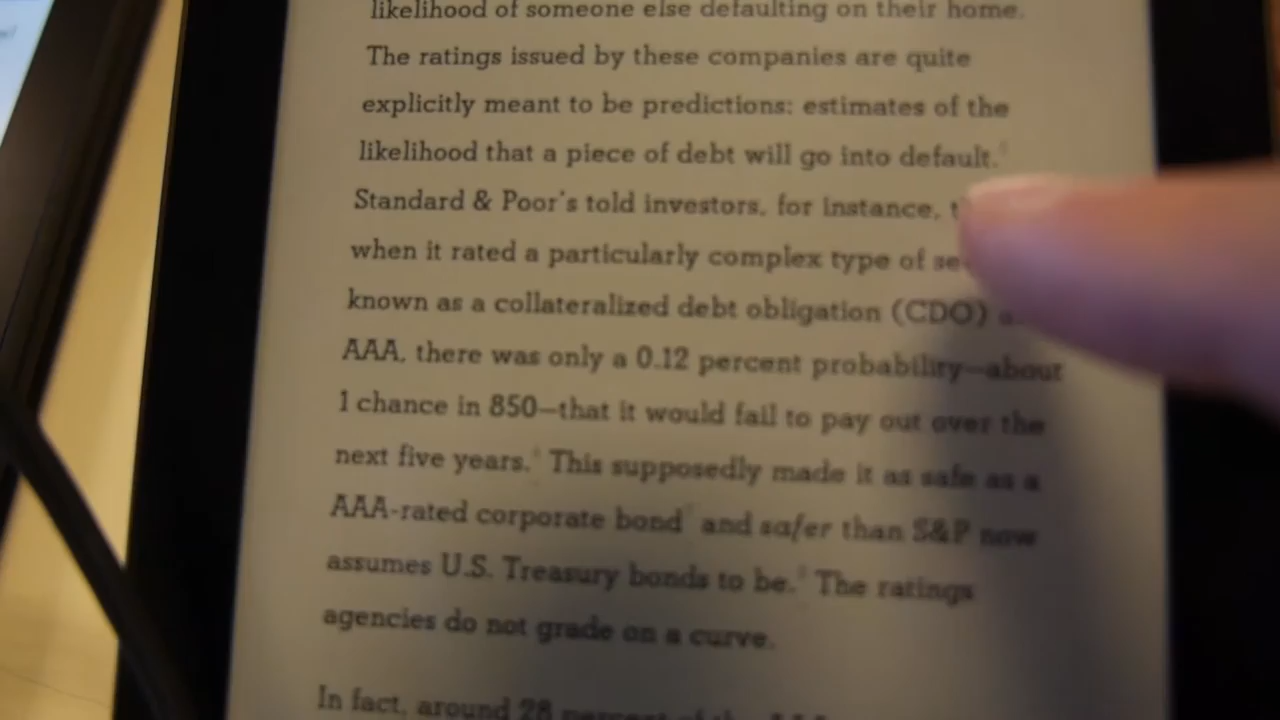 likelihood of someone else defaulting on their home.
The ratings issued by these companies are quite
explicitly meant to be predictions: estimates of the
likelihood that a piece of debt will go into default.
Standard & Poor's told investors, for instance,
when it rated a particularly complex type of
known as a collateralized debt obligation (CDO)
AAA, there was only a 0.12 percent probability—about
1 chance in 850—that it would fail to pay out over the
next five years. This supposedly made it as safe as a
AAA-rated corporate bond and safer than S&P now
assumes U.S. Treasury bonds to be. The ratings
agencies do not grade on a curve.
In fact, around 28 percent of the